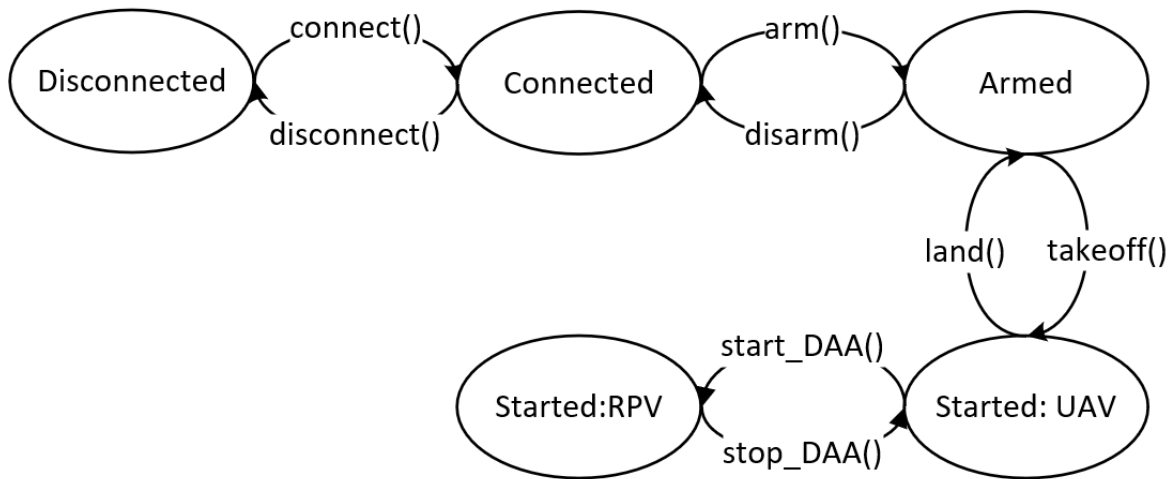 connect()
arm()
Disconnected
Connected
Armed
disconnect()
disarm()
land()
takeoff()
start_DAA()
Started:RPV
Started: UAV
stop_DAA()